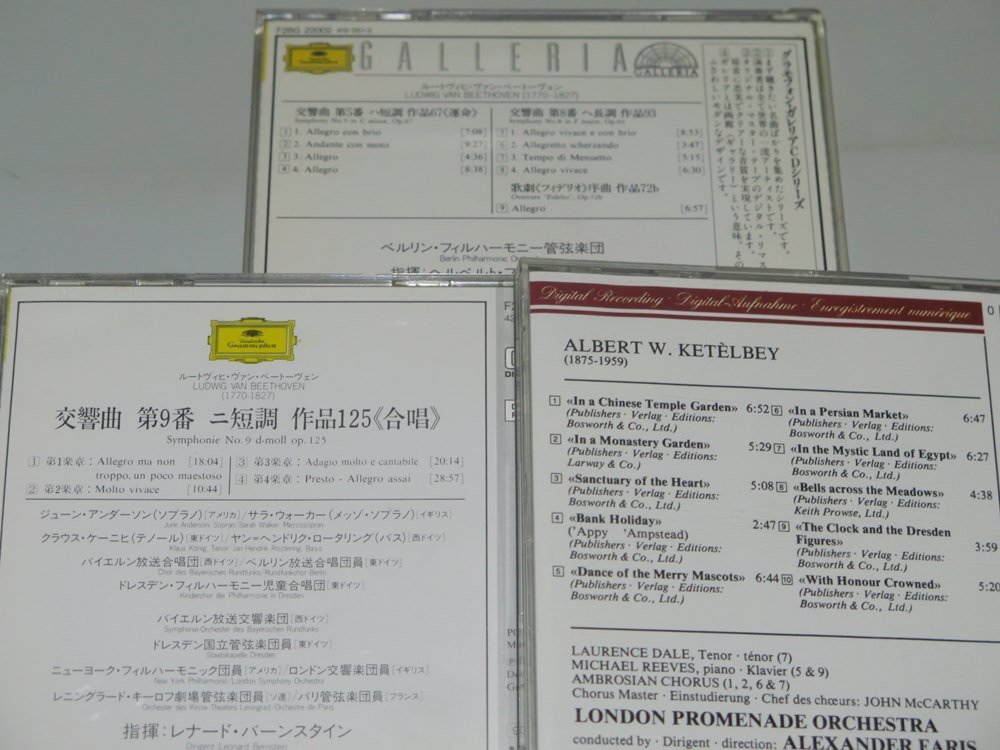 F28G 22002
GALLERIA
GALLERIA
ルートヴィヒ・ヴァン・ベートーヴェン
LUDWIG VAN BEETHOVEN (1770-1827)
交響曲 第5番 ハ短調 作品67《運命》
Symphonie No.5 in C minor, Op.67
1 1. Allegro con brio [7:08]
2 2. Andante con moto [9:27]
3 3. Allegro [4:36]
4 4. Allegro [8:38]
交響曲 第8番 ヘ長調 作品93
5 1. Allegro vivace e con brio [8:53]
6 2. Allegretto scherzando [3:47]
7 3. Tempo di Menuetto [5:15]
8 4. Allegro vivace [6:30]
歌劇《フィデリオ》序曲 作品72b
Overture "Fidelio", Op.72b
9 Allegro [6:57]
ベルリン・フィルハーモニー管弦楽団
Berlin Philharmonic
グラモフォン・ガレリアCDシリーズ
Deutsche
Grammophon
ルートヴィヒ・ヴァン・ベートーヴェン
LUDWIG VAN BEETHOVEN
(1770-1827)
交響曲 第9番 ニ短調 作品125《合唱》
Symphonie No. 9 d-moll op. 125
1 第1楽章：Allegro ma non [18:04]
troppo, un poco maestoso
2 第2楽章：Molto vivace [10:44]
3 第3楽章：Adagio molto e cantabile [20:14]
4 第4楽章：Presto - Allegro assai [28:57]
ジューン・アンダーソン(ソプラノ)[アメリカ]/サラ・ウォーカー(メッゾ・ソプラノ)[イギリス]
June Anderson, Sopran/Sarah Walker, Mezzosopran
クラウス・ケーニヒ(テノール)[東ドイツ]/ヤン=ヘンドリク・ロータリング(バス)[西ドイツ]
Klaus König, Tenor/Jan-Hendrik Rootering, Bass
バイエルン放送合唱団[西ドイツ]/ベルリン放送合唱団員[東ドイツ]
Chor des Bayerischen Rundfunks/Rundfunkchor Berlin
ドレスデン・フィルハーモニー児童合唱団[東ドイツ]
Kinderchor der Philharmonie in Dresden
バイエルン放送交響楽団[西ドイツ]
Symphonie-Orchester des Bayerischen Rundfunks
ドレスデン国立管弦楽団員[東ドイツ]
Staatskapelle Dresden
ニューヨーク・フィルハーモニック団員[アメリカ]/ロンドン交響楽団員[イギリス]
New York Philharmonic/London Symphony Orchestra
レニングラード・キーロフ劇場管弦楽団員[ソ連]/パリ管弦楽団員[フランス]
Orchester des Kirow Theaters Leningrad/Orchestre de Paris
指揮：レナード・バーンスタイン
Dirigent: Leonard Bernstein
Digital Recording · Digital-Aufnahme · Enregistrement numérique
ALBERT W. KETÈLBEY
(1875-1959)
1 «In a Chinese Temple Garden» 6:52
(Publishers · Verlag · Editions:
Bosworth & Co., Ltd.)
2 «In a Monastery Garden» 5:29
(Publishers · Verlag · Editions:
Larway & Co.)
3 «Sanctuary of the Heart» 5:08
(Publishers · Verlag · Editions:
Bosworth & Co., Ltd.)
4 «Bank Holiday» 2:47
('Appy 'Ampstead)
(Publishers · Verlag · Editions:
Bosworth & Co., Ltd.)
5 «Dance of the Merry Mascots» 6:44
(Publishers · Verlag · Editions:
Bosworth & Co., Ltd.)
6 «In a Persian Market» 6:47
(Publishers · Verlag · Editions:
Bosworth & Co., Ltd.)
7 «In the Mystic Land of Egypt» 6:27
(Publishers · Verlag · Editions:
Bosworth & Co., Ltd.)
8 «Bells across the Meadows» 4:38
(Publishers · Verlag · Editions:
Keith Prowse, Ltd.)
9 «The Clock and the Dresden
Figures» 3:59
(Publishers · Verlag · Editions:
Bosworth & Co., Ltd.)
10 «With Honour Crowned» 5:20
(Publishers · Verlag · Editions:
Bosworth & Co., Ltd.)
LAURENCE DALE, Tenor · ténor (7)
MICHAEL REEVES, piano · Klavier (5 & 9)
AMBROSIAN CHORUS (1, 2, 6 & 7)
Chorus Master · Einstudierung · Chef des chœurs: JOHN McCARTHY
LONDON PROMENADE ORCHESTRA
conducted by · Dirigent · direction: ALEXANDER FARIS